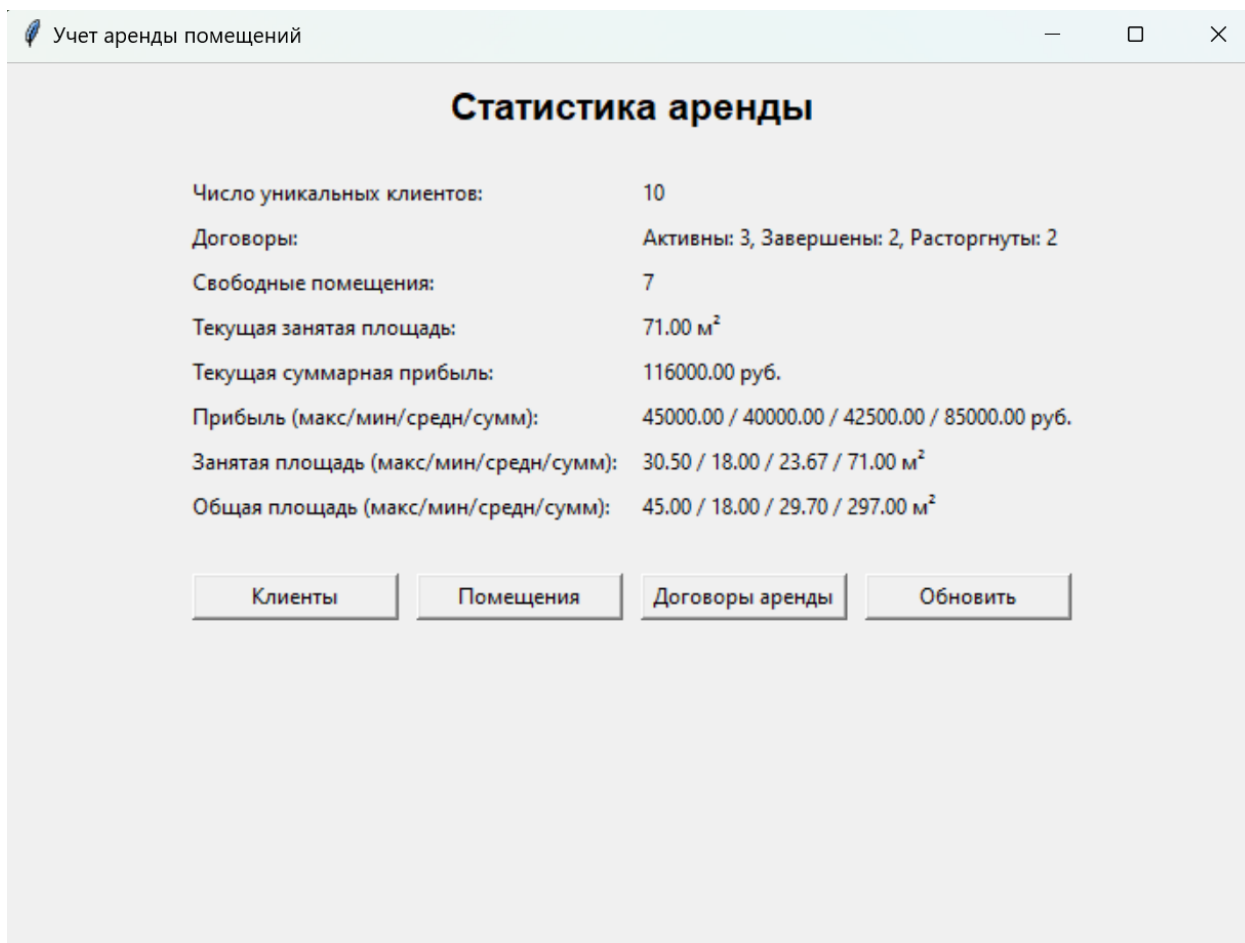 Учет аренды помещений
Статистика аренды
Число уникальных клиентов: 10
Договоры: Активны: 3, Завершены: 2, Расторгнуты: 2
Свободные помещения: 7
Текущая занятая площадь: 71.00 м²
Текущая суммарная прибыль: 116000.00 руб.
Прибыль (макс/мин/средн/сумм): 45000.00 / 40000.00 / 42500.00 / 85000.00 руб.
Занятая площадь (макс/мин/средн/сумм): 30.50 / 18.00 / 23.67 / 71.00 м²
Общая площадь (макс/мин/средн/сумм): 45.00 / 18.00 / 29.70 / 297.00 м²
Клиенты Помещения Договоры аренды Обновить